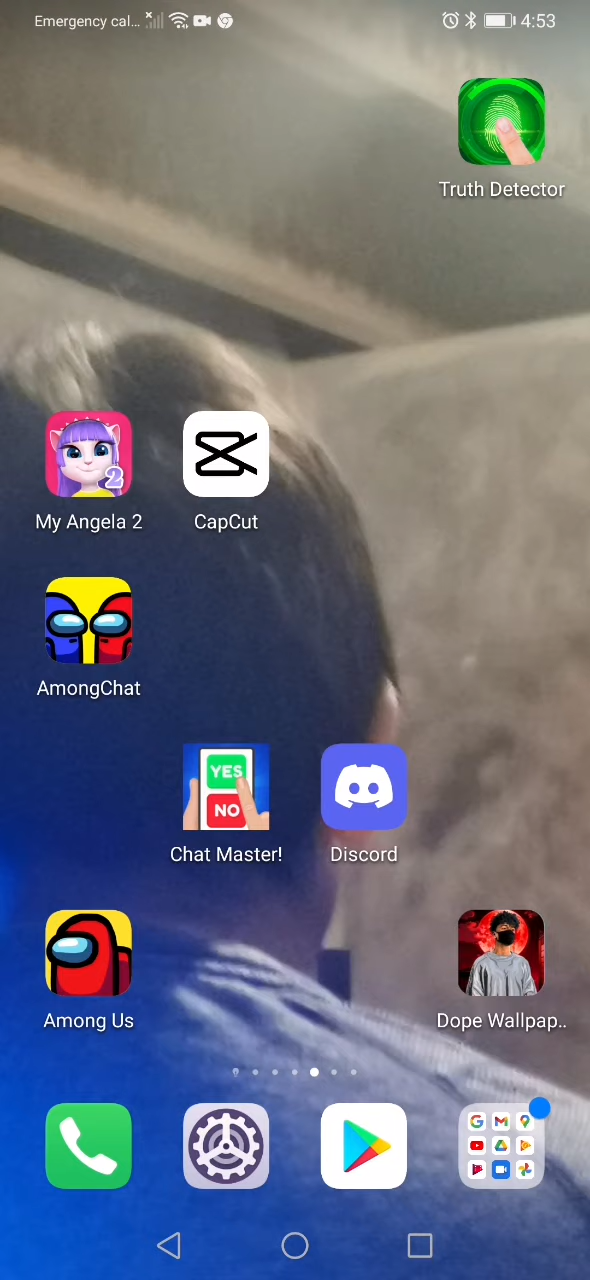 Emergency cal... 4:53
Truth Detector
2
My Angela 2 CapCut
AmongChat
YES
NO
Chat Master! Discord
Among Us Dope Wallpap..